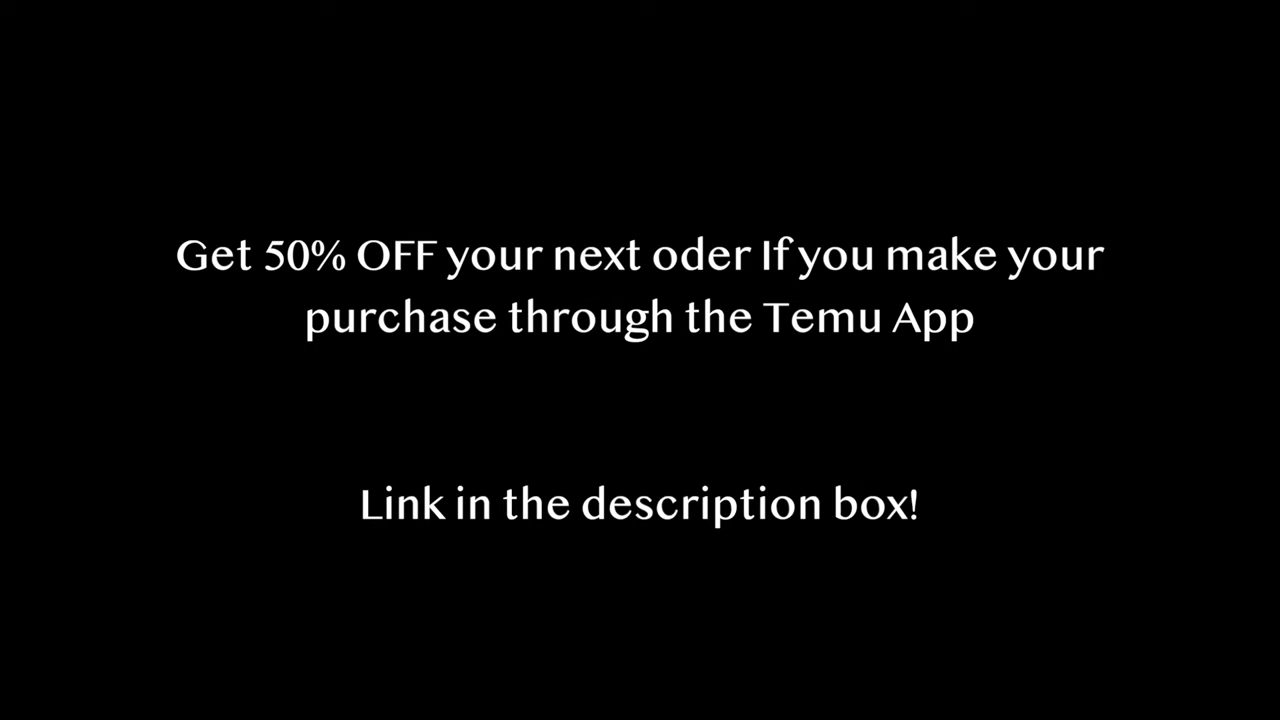 Get 50% OFF your next oder If you make your
purchase through the Temu App
Link in the description box!